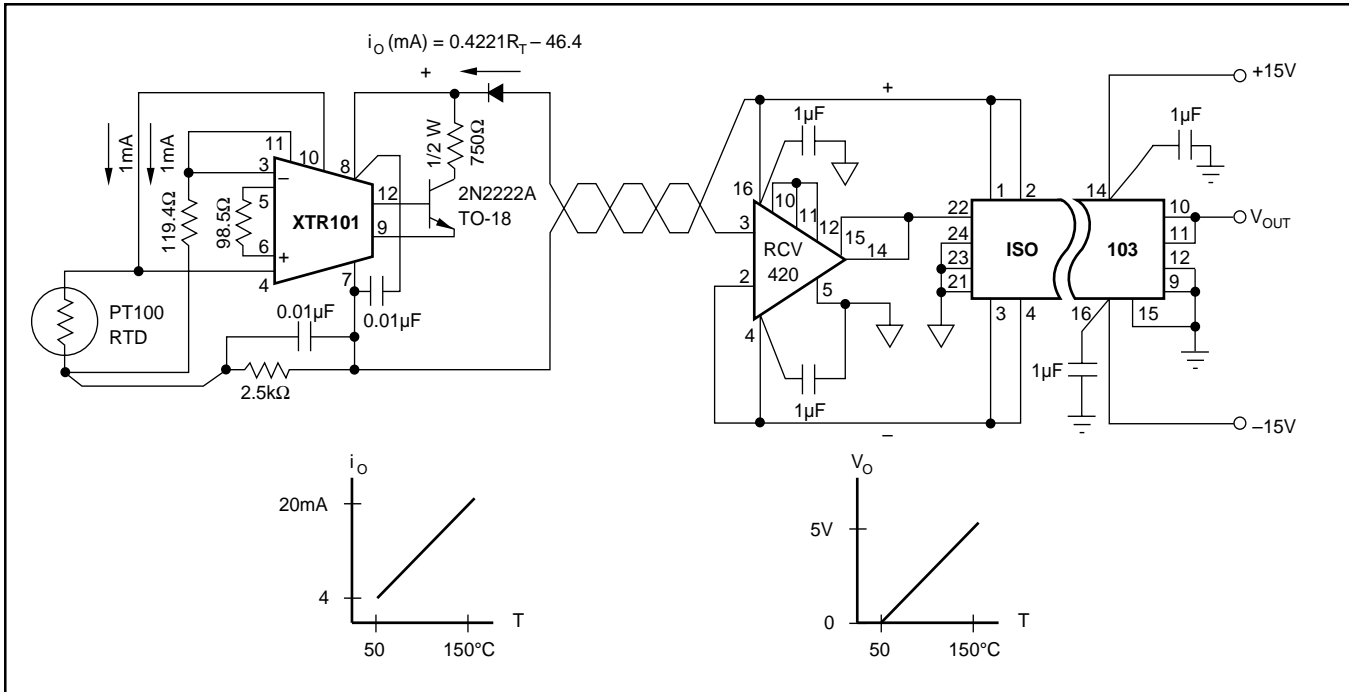 i_O (mA) = 0.4221R_T – 46.4
+
1mA
1mA
11
10
8
3
–
5
XTR101
6
+
4
12
9
7
119.4Ω
98.5Ω
1/2 W
750Ω
2N2222A
TO-18
PT100
RTD
0.01µF
0.01µF
2.5kΩ
+
1µF
16
10
11
12
3
RCV
420
15
14
2
5
4
1µF
–
1
2
22
24
23
21
ISO
3
4
103
14
10
11
12
9
15
16
1µF
1µF
+15V
V_OUT
–15V
i_O
20mA
4
50
150°C
T
V_O
5V
0
50
150°C
T